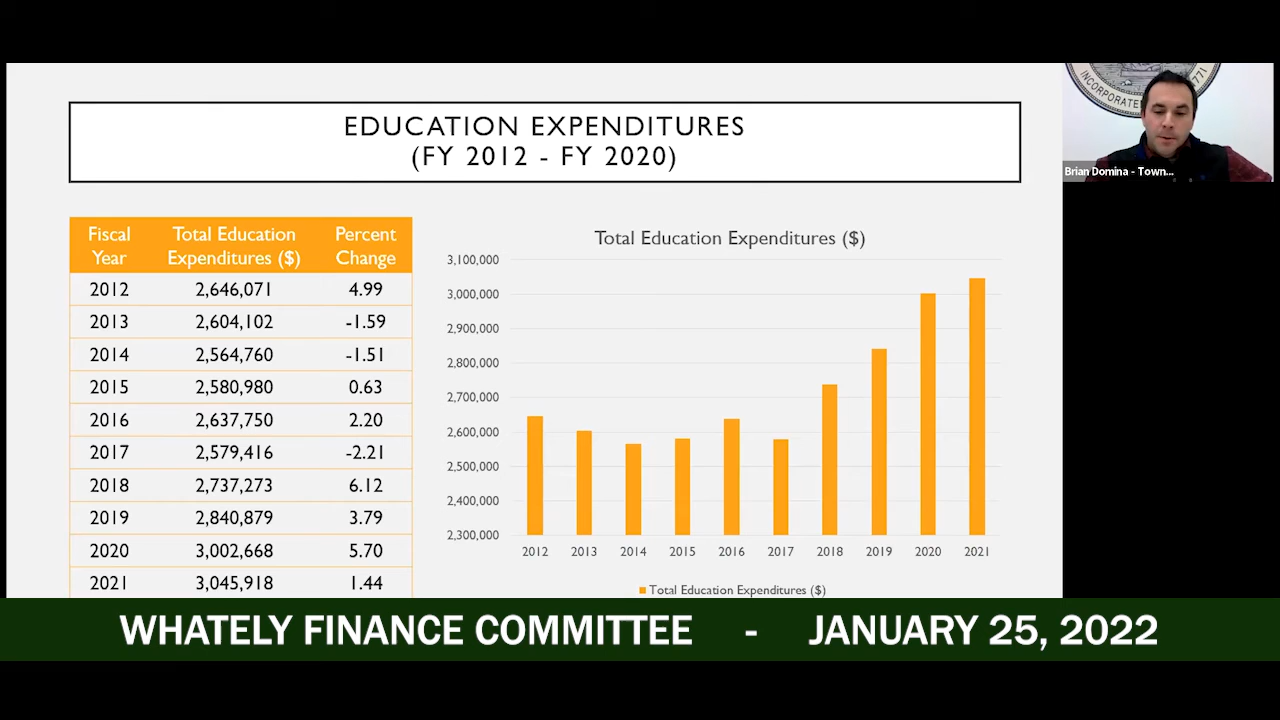 EDUCATION EXPENDITURES
(FY 2012 - FY 2020)
INCORPORATE
771
Brian Domina - Town...
Fiscal Year Total Education Expenditures ($) Percent Change
2012 2,646,071 4.99
2013 2,604,102 -1.59
2014 2,564,760 -1.51
2015 2,580,980 0.63
2016 2,637,750 2.20
2017 2,579,416 -2.21
2018 2,737,273 6.12
2019 2,840,879 3.79
2020 3,002,668 5.70
2021 3,045,918 1.44
Total Education Expenditures ($)
3,100,000
3,000,000
2,900,000
2,800,000
2,700,000
2,600,000
2,500,000
2,400,000
2,300,000
2012 2013 2014 2015 2016 2017 2018 2019 2020 2021
Total Education Expenditures ($)
WHATELY FINANCE COMMITTEE - JANUARY 25, 2022